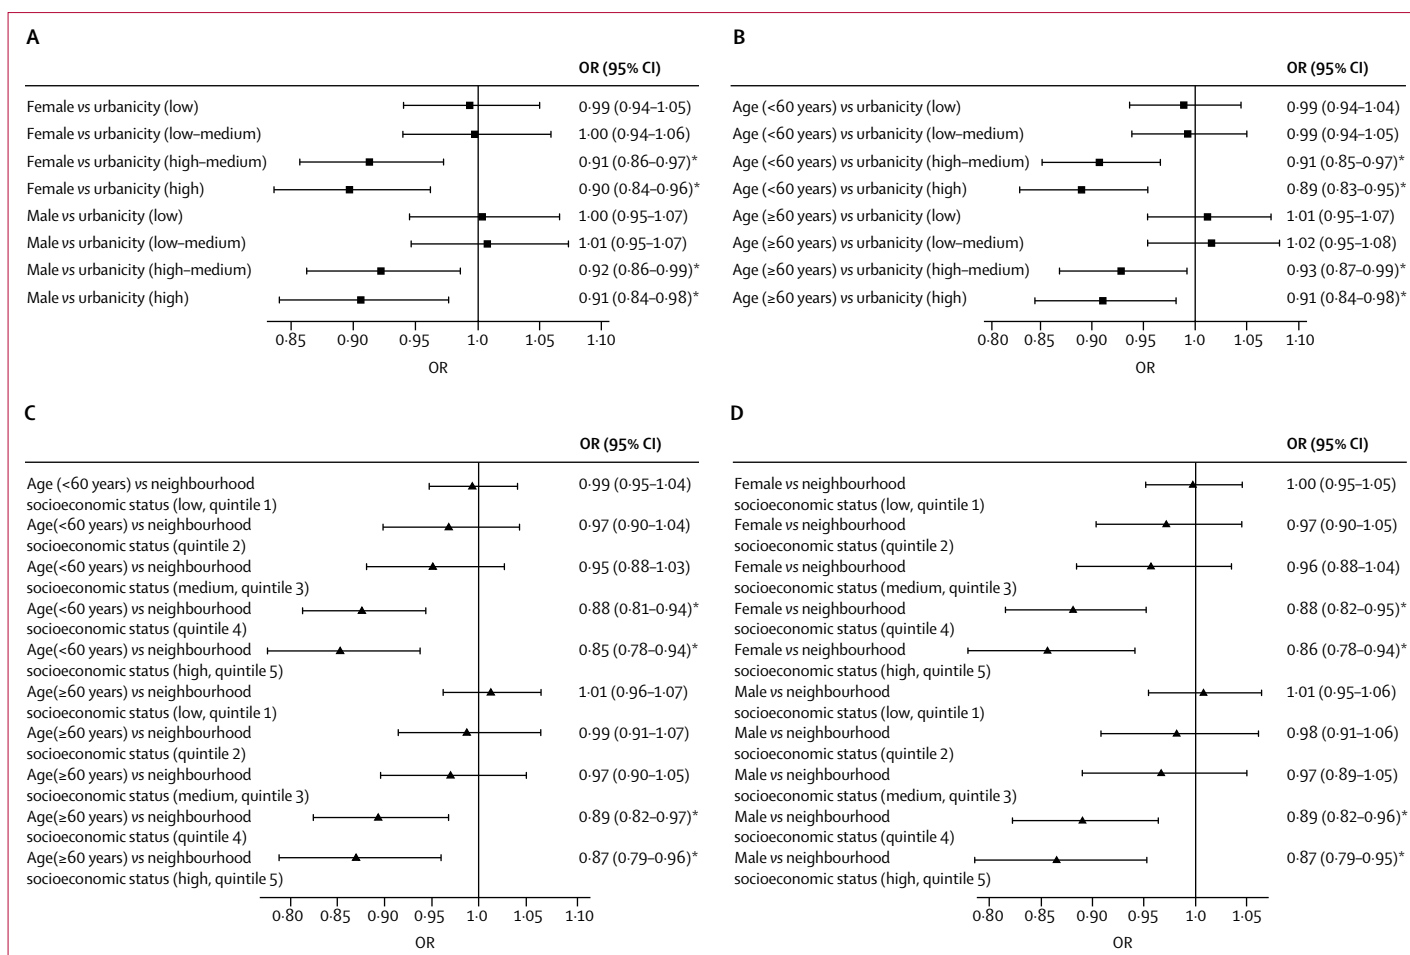 A
OR (95% CI)
Female vs urbanicity (low) 0·99 (0·94–1·05)
Female vs urbanicity (low–medium) 1·00 (0·94–1·06)
Female vs urbanicity (high–medium) 0·91 (0·86–0·97)*
Female vs urbanicity (high) 0·90 (0·84–0·96)*
Male vs urbanicity (low) 1·00 (0·95–1·07)
Male vs urbanicity (low–medium) 1·01 (0·95–1·07)
Male vs urbanicity (high–medium) 0·92 (0·86–0·99)*
Male vs urbanicity (high) 0·91 (0·84–0·98)*
0·85 0·90 0·95 1·0 1·05 1·10
OR
B
OR (95% CI)
Age (<60 years) vs urbanicity (low) 0·99 (0·94–1·04)
Age (<60 years) vs urbanicity (low–medium) 0·99 (0·94–1·05)
Age (<60 years) vs urbanicity (high–medium) 0·91 (0·85–0·97)*
Age (<60 years) vs urbanicity (high) 0·89 (0·83–0·95)*
Age (≥60 years) vs urbanicity (low) 1·01 (0·95–1·07)
Age (≥60 years) vs urbanicity (low–medium) 1·02 (0·95–1·08)
Age (≥60 years) vs urbanicity (high–medium) 0·93 (0·87–0·99)*
Age (≥60 years) vs urbanicity (high) 0·91 (0·84–0·98)*
0·80 0·85 0·90 0·95 1·0 1·05 1·10
OR
C
OR (95% CI)
Age (<60 years) vs neighbourhood 0·99 (0·95–1·04)
socioeconomic status (low, quintile 1)
Age(<60 years) vs neighbourhood 0·97 (0·90–1·04)
socioeconomic status (quintile 2)
Age(<60 years) vs neighbourhood 0·95 (0·88–1·03)
socioeconomic status (medium, quintile 3)
Age(<60 years) vs neighbourhood 0·88 (0·81–0·94)*
socioeconomic status (quintile 4)
Age(<60 years) vs neighbourhood 0·85 (0·78–0·94)*
socioeconomic status (high, quintile 5)
Age(≥60 years) vs neighbourhood 1·01 (0·96–1·07)
socioeconomic status (low, quintile 1)
Age(≥60 years) vs neighbourhood 0·99 (0·91–1·07)
socioeconomic status (quintile 2)
Age(≥60 years) vs neighbourhood 0·97 (0·90–1·05)
socioeconomic status (medium, quintile 3)
Age(≥60 years) vs neighbourhood 0·89 (0·82–0·97)*
socioeconomic status (quintile 4)
Age(≥60 years) vs neighbourhood 0·87 (0·79–0·96)*
socioeconomic status (high, quintile 5)
0·80 0·85 0·90 0·95 1·0 1·05 1·10
OR
D
OR (95% CI)
Female vs neighbourhood 1·00 (0·95–1·05)
socioeconomic status (low, quintile 1)
Female vs neighbourhood 0·97 (0·90–1·05)
socioeconomic status (quintile 2)
Female vs neighbourhood 0·96 (0·88–1·04)
socioeconomic status (medium, quintile 3)
Female vs neighbourhood 0·88 (0·82–0·95)*
socioeconomic status (quintile 4)
Female vs neighbourhood 0·86 (0·78–0·94)*
socioeconomic status (high, quintile 5)
Male vs neighbourhood 1·01 (0·95–1·06)
socioeconomic status (low, quintile 1)
Male vs neighbourhood 0·98 (0·91–1·06)
socioeconomic status (quintile 2)
Male vs neighbourhood 0·97 (0·89–1·05)
socioeconomic status (medium, quintile 3)
Male vs neighbourhood 0·89 (0·82–0·96)*
socioeconomic status (quintile 4)
Male vs neighbourhood 0·87 (0·79–0·95)*
socioeconomic status (high, quintile 5)
0·80 0·85 0·90 0·95 1·0 1·05
OR